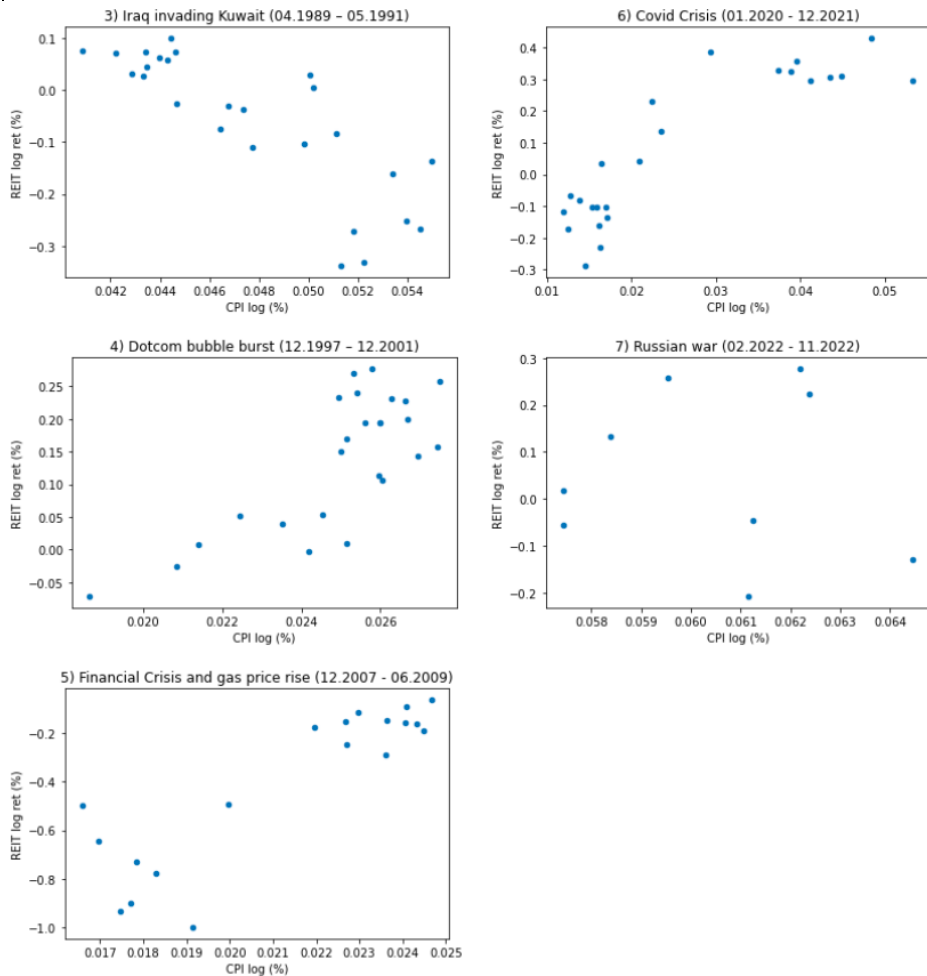 3) Iraq invading Kuwait (04.1989 – 05.1991)
REIT log ret (%)
0.1
0.0
−0.1
−0.2
−0.3
0.042 0.044 0.046 0.048 0.050 0.052 0.054
CPI log (%)
6) Covid Crisis (01.2020 - 12.2021)
REIT log ret (%)
0.4
0.3
0.2
0.1
0.0
−0.1
−0.2
−0.3
0.01 0.02 0.03 0.04 0.05
CPI log (%)
4) Dotcom bubble burst (12.1997 – 12.2001)
REIT log ret (%)
0.25
0.20
0.15
0.10
0.05
0.00
−0.05
0.020 0.022 0.024 0.026
CPI log (%)
7) Russian war (02.2022 - 11.2022)
REIT log ret (%)
0.3
0.2
0.1
0.0
−0.1
−0.2
0.058 0.059 0.060 0.061 0.062 0.063 0.064
CPI log (%)
5) Financial Crisis and gas price rise (12.2007 - 06.2009)
REIT log ret (%)
−0.2
−0.4
−0.6
−0.8
−1.0
0.017 0.018 0.019 0.020 0.021 0.022 0.023 0.024 0.025
CPI log (%)